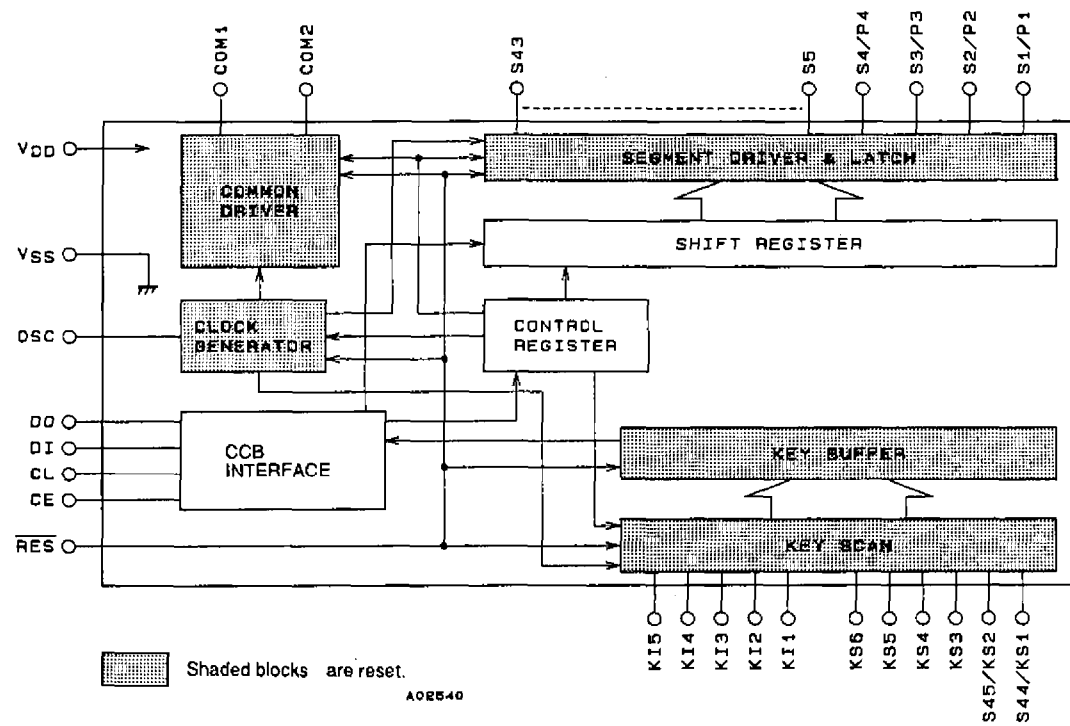 COM1
COM2
S43
S5
S4/P4
S3/P3
S2/P2
S1/P1
VDD
COMMON
DRIVER
SEGMENT DRIVER & LATCH
VSS
SHIFT REGISTER
OSC
CLOCK
GENERATOR
CONTROL
REGISTER
DO
DI
CL
CE
CCB
INTERFACE
KEY BUFFER
RES
KEY SCAN
KI5
KI4
KI3
KI2
KI1
KS6
KS5
KS4
KS3
S45/KS2
S44/KS1
Shaded blocks are reset.
A02540